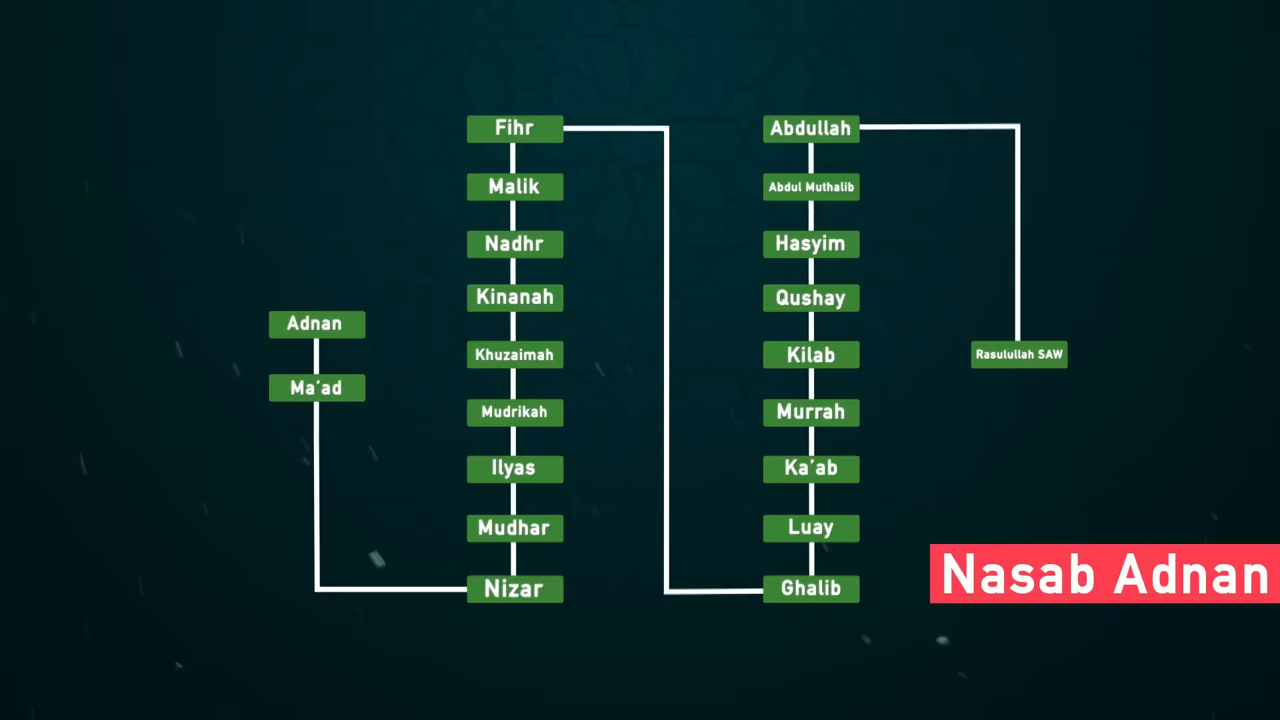 Adnan
Ma'ad
Fihr
Malik
Nadhr
Kinanah
Khuzaimah
Mudrikah
Ilyas
Mudhar
Nizar
Abdullah
Abdul Muthalib
Hasyim
Qushay
Kilab
Murrah
Ka'ab
Luay
Ghalib
Rasulullah SAW
Nasab Adnan